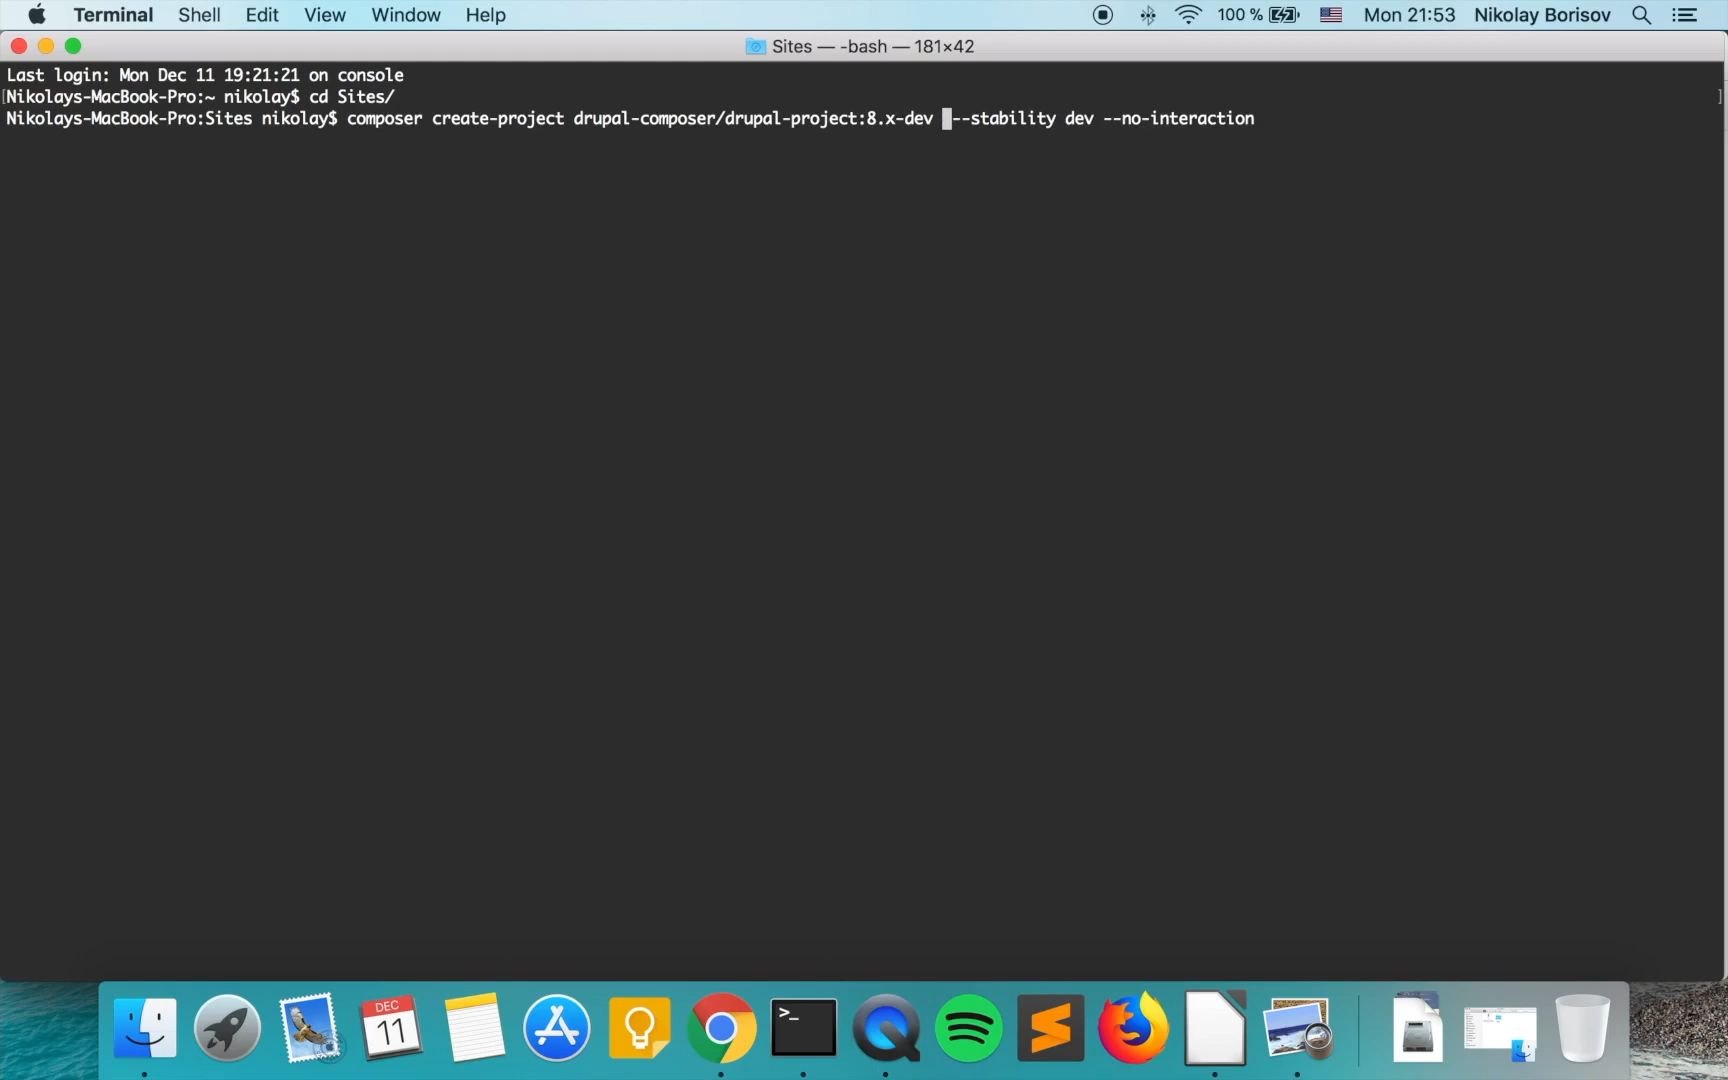 Terminal Shell Edit View Window Help 100 % Mon 21:53 Nikolay Borisov
Sites — -bash — 181×42
Last login: Mon Dec 11 19:21:21 on console
[Nikolays-MacBook-Pro:~ nikolay$ cd Sites/ ]
Nikolays-MacBook-Pro:Sites nikolay$ composer create-project drupal-composer/drupal-project:8.x-dev --stability dev --no-interaction
DEC
11
>_